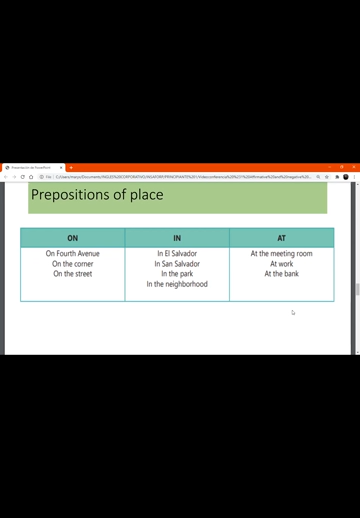 Presentación de PowerPoint
File
Prepositions of place
ON
IN
AT
On Fourth Avenue
On the corner
On the street
In El Salvador
In San Salvador
In the park
In the neighborhood
At the meeting room
At work
At the bank